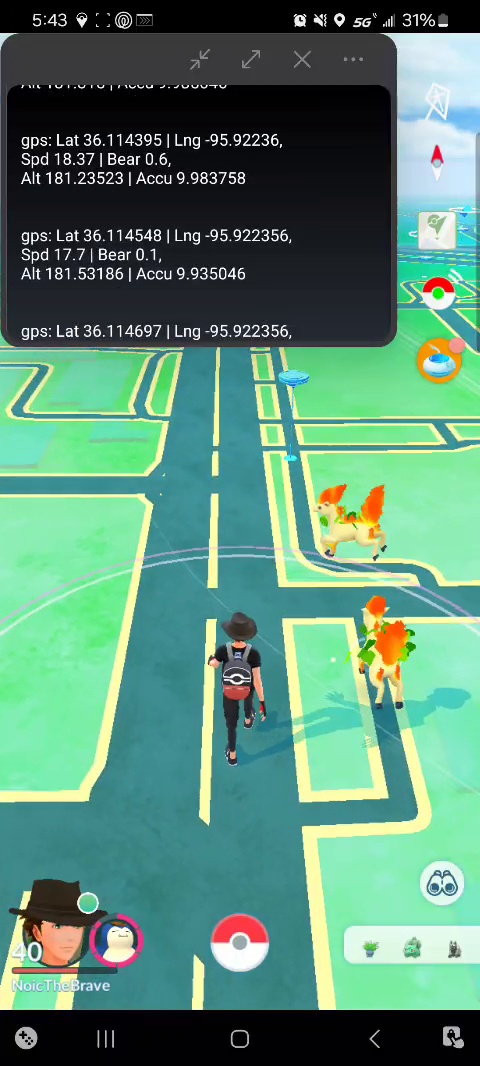 5:43
5G
31%
gps: Lat 36.114395 | Lng -95.92236,
Spd 18.37 | Bear 0.6,
Alt 181.23523 | Accu 9.983758
gps: Lat 36.114548 | Lng -95.922356,
Spd 17.7 | Bear 0.1,
Alt 181.53186 | Accu 9.935046
gps: Lat 36.114697 | Lng -95.922356,
40
NoicTheBrave